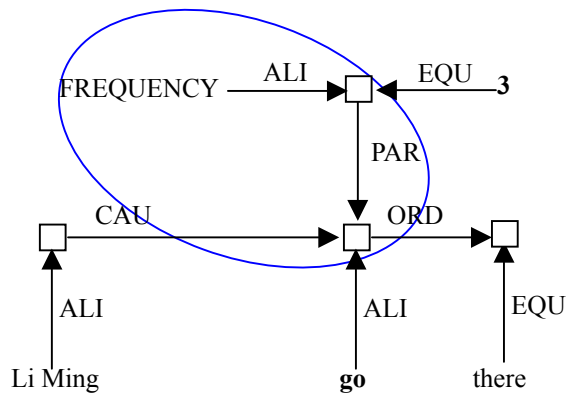 FREQUENCY ALI EQU 3
PAR
CAU ORD
ALI ALI EQU
Li Ming go there